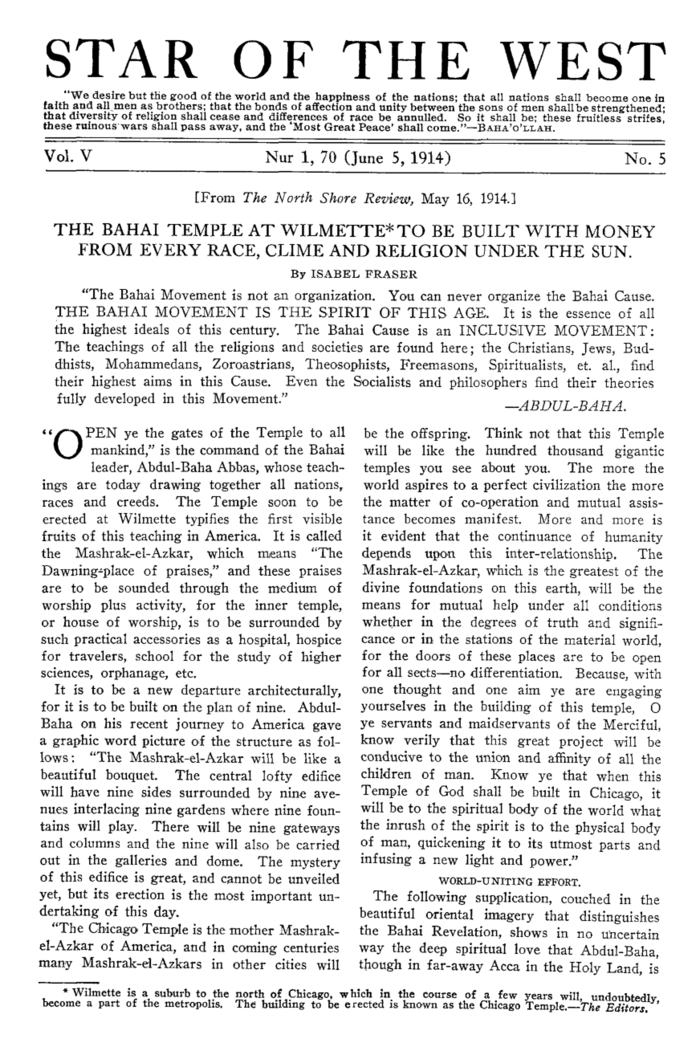 STAR OF THE WEST
"We desire but the good of the world and the happiness of the nations; that all nations shall become one in
faith and all men as brothers; that the bonds of affection and unity between the sons of men shall be strengthened;
that diversity of religion shall cease and differences of race be annulled. So it shall be; these fruitless strifes,
these ruinous wars shall pass away, and the 'Most Great Peace' shall come."—BAHA'O'LLAH.
Vol. V Nur 1, 70 (June 5, 1914) No. 5
[From The North Shore Review, May 16, 1914.]
THE BAHAI TEMPLE AT WILMETTE* TO BE BUILT WITH MONEY
FROM EVERY RACE, CLIME AND RELIGION UNDER THE SUN.
By ISABEL FRASER
"The Bahai Movement is not an organization. You can never organize the Bahai Cause.
THE BAHAI MOVEMENT IS THE SPIRIT OF THIS AGE. It is the essence of all
the highest ideals of this century. The Bahai Cause is an INCLUSIVE MOVEMENT:
The teachings of all the religions and societies are found here; the Christians, Jews, Bud-
dhists, Mohammedans, Zoroastrians, Theosophists, Freemasons, Spiritualists, et. al., find
their highest aims in this Cause. Even the Socialists and philosophers find their theories
fully developed in this Movement."
—ABDUL-BAHA.
"OPEN ye the gates of the Temple to all
mankind," is the command of the Bahai
leader, Abdul-Baha Abbas, whose teach-
ings are today drawing together all nations,
races and creeds. The Temple soon to be
erected at Wilmette typifies the first visible
fruits of this teaching in America. It is called
the Mashrak-el-Azkar, which means "The
Dawning-place of praises," and these praises
are to be sounded through the medium of
worship plus activity, for the inner temple,
or house of worship, is to be surrounded by
such practical accessories as a hospital, hospice
for travelers, school for the study of higher
sciences, orphanage, etc.
It is to be a new departure architecturally,
for it is to be built on the plan of nine. Abdul-
Baha on his recent journey to America gave
a graphic word picture of the structure as fol-
lows: "The Mashrak-el-Azkar will be like a
beautiful bouquet. The central lofty edifice
will have nine sides surrounded by nine ave-
nues interlacing nine gardens where nine foun-
tains will play. There will be nine gateways
and columns and the nine will also be carried
out in the galleries and dome. The mystery
of this edifice is great, and cannot be unveiled
yet, but its erection is the most important un-
dertaking of this day.
"The Chicago Temple is the mother Mashrak-
el-Azkar of America, and in coming centuries
many Mashrak-el-Azkars in other cities will
be the offspring. Think not that this Temple
will be like the hundred thousand gigantic
temples you see about you. The more the
world aspires to a perfect civilization the more
the matter of co-operation and mutual assis-
tance becomes manifest. More and more is
it evident that the continuance of humanity
depends upon this inter-relationship. The
Mashrak-el-Azkar, which is the greatest of the
divine foundations on this earth, will be the
means for mutual help under all conditions
whether in the degrees of truth and signifi-
cance or in the stations of the material world,
for the doors of these places are to be open
for all sects—no differentiation. Because, with
one thought and one aim ye are engaging
yourselves in the building of this temple, O
ye servants and maidservants of the Merciful,
know verily that this great project will be
conducive to the union and affinity of all the
children of man. Know ye that when this
Temple of God shall be built in Chicago, it
will be to the spiritual body of the world what
the inrush of the spirit is to the physical body
of man, quickening it to its utmost parts and
infusing a new light and power."
WORLD-UNITING EFFORT.
The following supplication, couched in the
beautiful oriental imagery that distinguishes
the Bahai Revelation, shows in no uncertain
way the deep spiritual love that Abdul-Baha,
though in far-away Acca in the Holy Land, is
* Wilmette is a suburb to the north of Chicago, which in the course of a few years will, undoubtedly,
become a part of the metropolis. The building to be erected is known as the Chicago Temple.—The Editors.